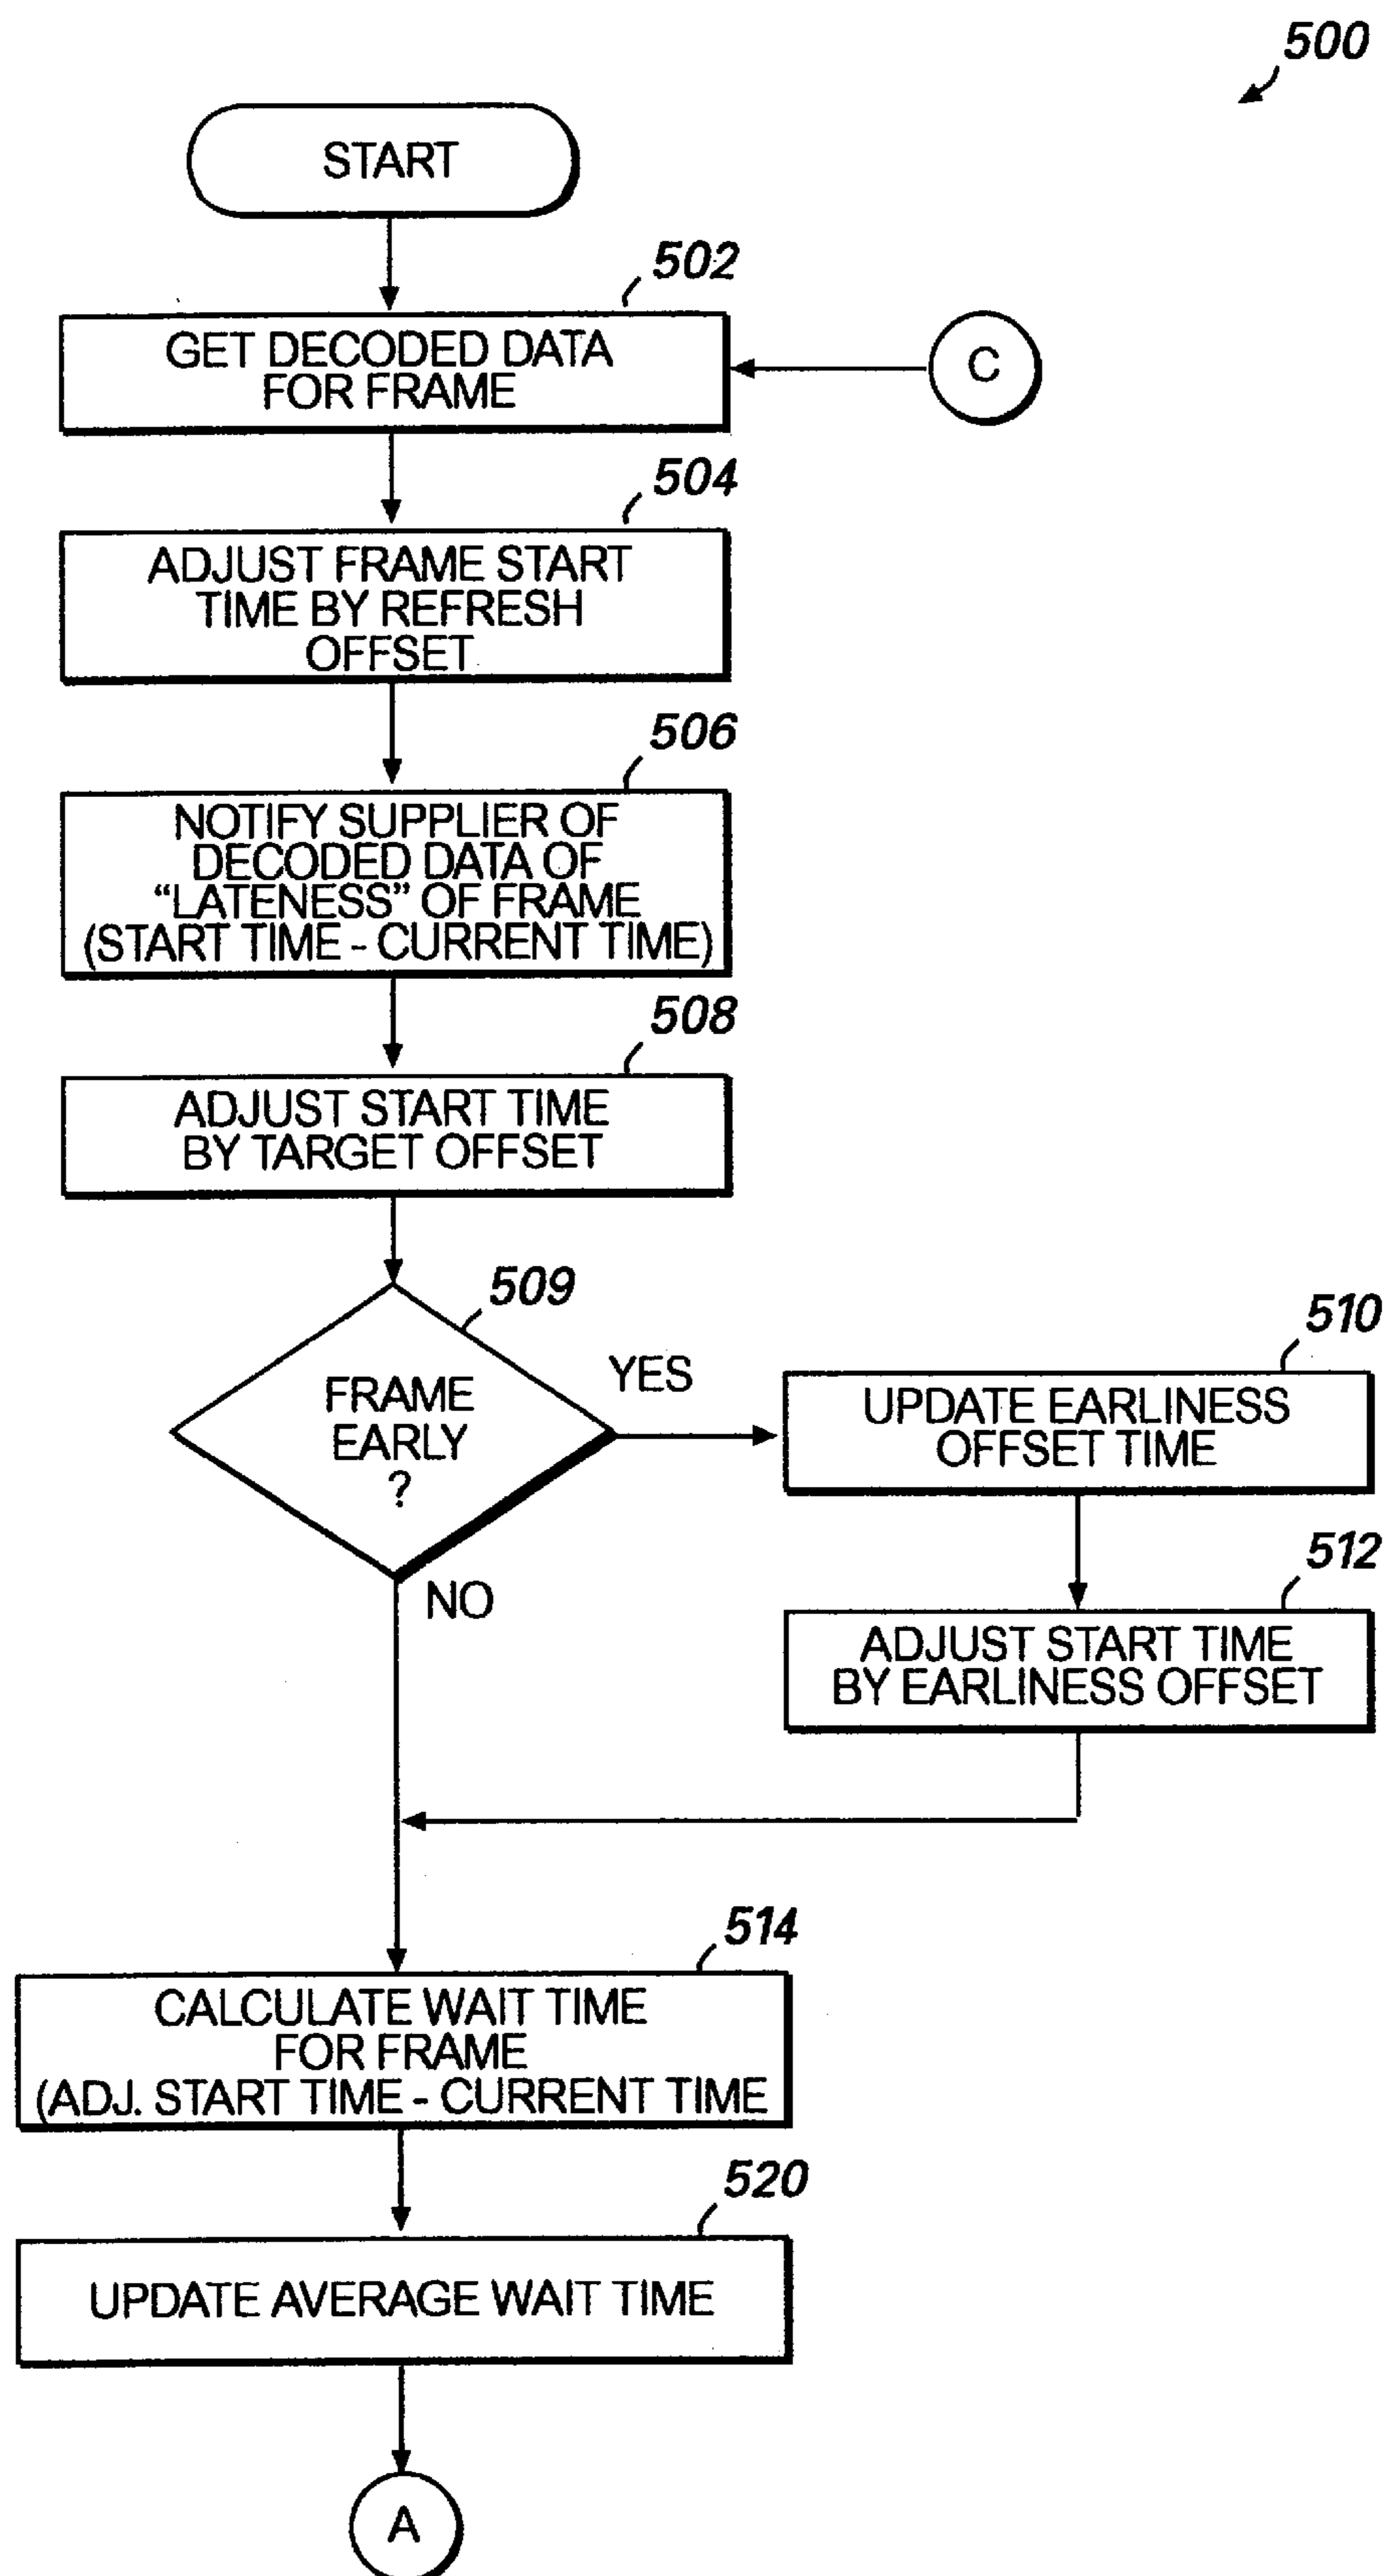 500
START
502
GET DECODED DATA
FOR FRAME
C
504
ADJUST FRAME START
TIME BY REFRESH
OFFSET
506
NOTIFY SUPPLIER OF
DECODED DATA OF
“LATENESS” OF FRAME
(START TIME - CURRENT TIME)
508
ADJUST START TIME
BY TARGET OFFSET
509
FRAME
EARLY
?
YES
NO
510
UPDATE EARLINESS
OFFSET TIME
512
ADJUST START TIME
BY EARLINESS OFFSET
514
CALCULATE WAIT TIME
FOR FRAME
(ADJ. START TIME - CURRENT TIME
520
UPDATE AVERAGE WAIT TIME
A